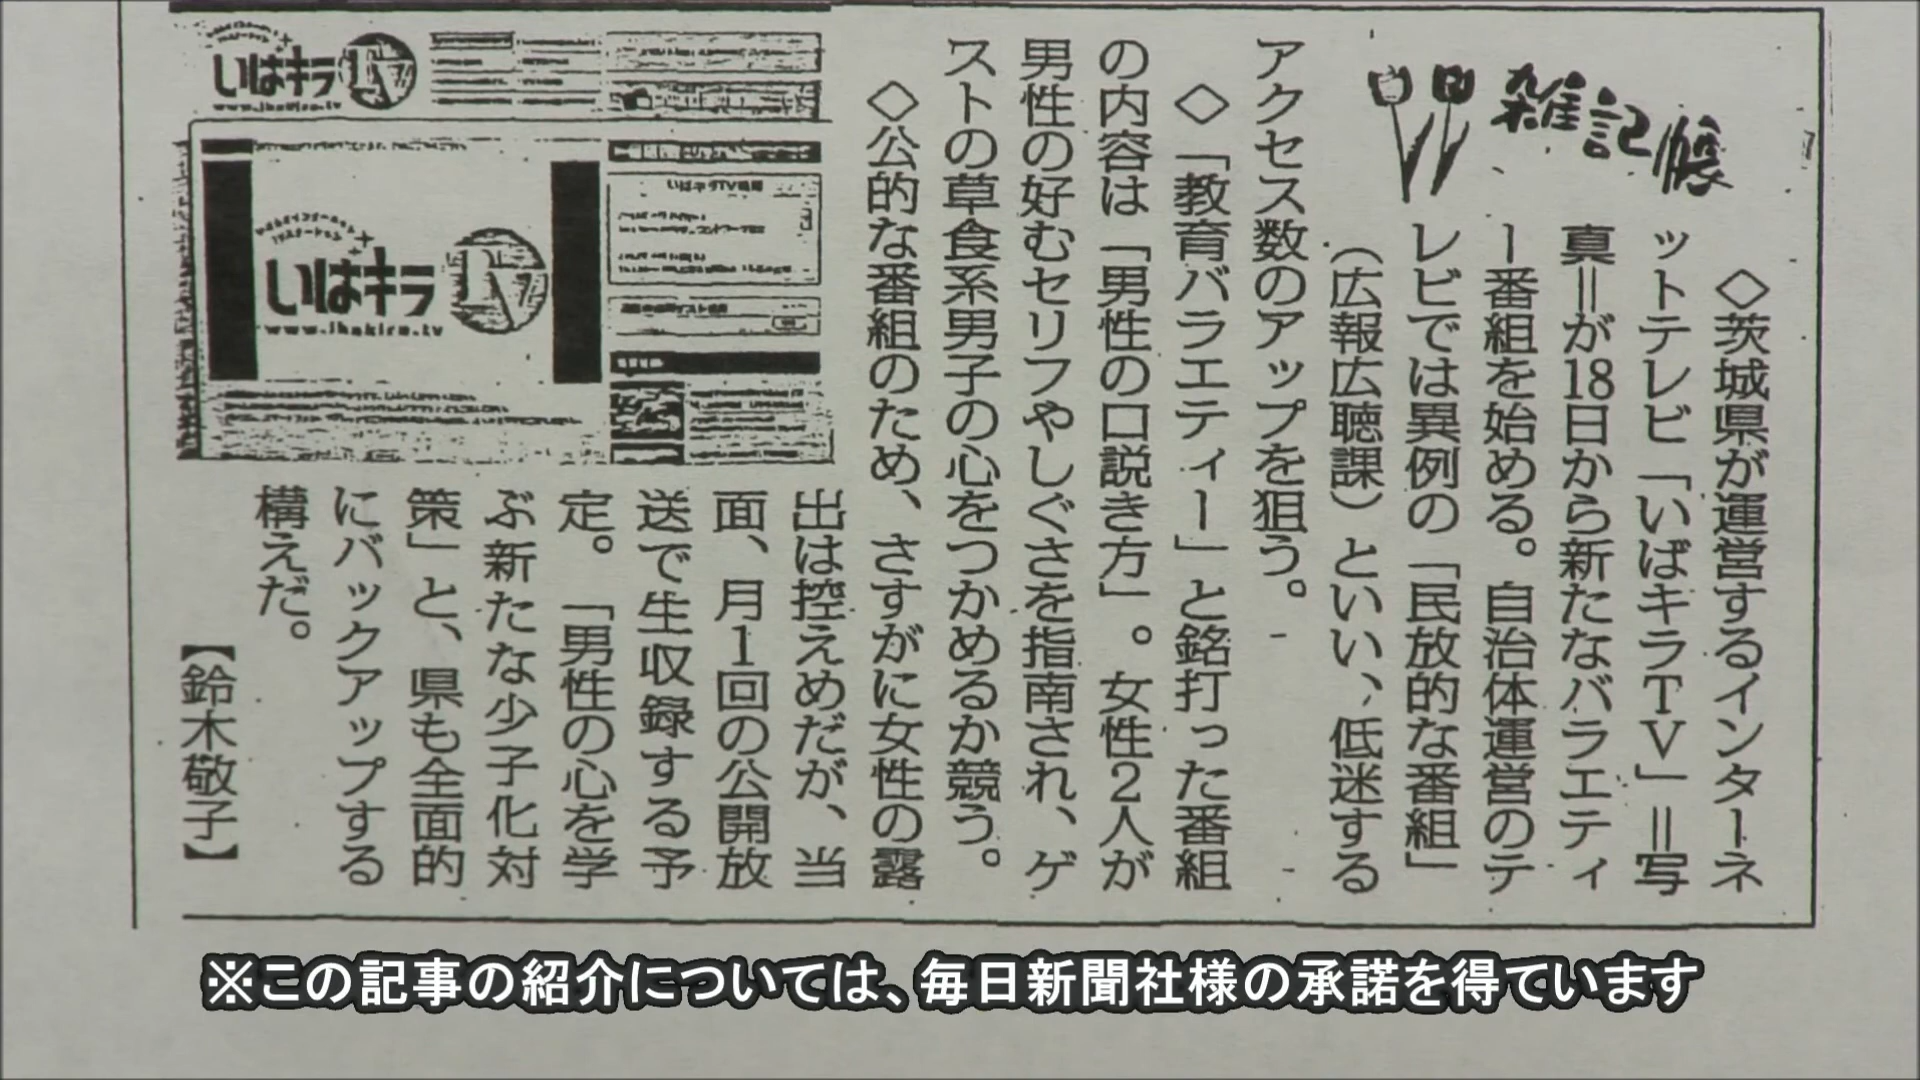 雑記帳
◇茨城県が運営するインターネ
ットテレビ「いばキラTV」＝写
真＝が18日から新たなバラエティ
ー番組を始める。自治体運営のテ
レビでは異例の「民放的な番組」
（広報広聴課）といい、低迷する
アクセス数のアップを狙う。
◇「教育バラエティー」と銘打った番組
の内容は「男性の口説き方」。女性2人が
男性の好むセリフやしぐさを指南され、ゲ
ストの草食系男子の心をつかめるか競う。
◇公的な番組のため、さすがに女性の露
出は控えめだが、当
面、月1回の公開放
送で生収録する予
定。「男性の心を学
ぶ新たな少子化対
策」と、県も全面的
にバックアップする
構えだ。
【鈴木敬子】
いばキラTV
www.ibakira.tv
いばキラTV
www.ibakira.tv
※この記事の紹介については、毎日新聞社様の承諾を得ています